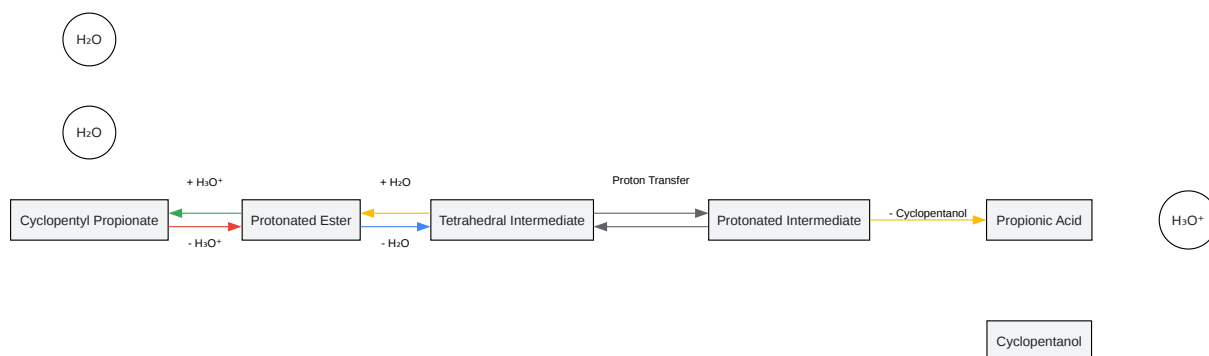 H₂O
H₂O
+ H₃O⁺
+ H₂O
Proton Transfer
Cyclopentyl Propionate
Protonated Ester
Tetrahedral Intermediate
Protonated Intermediate
- Cyclopentanol
Propionic Acid
H₃O⁺
- H₃O⁺
- H₂O
Cyclopentanol